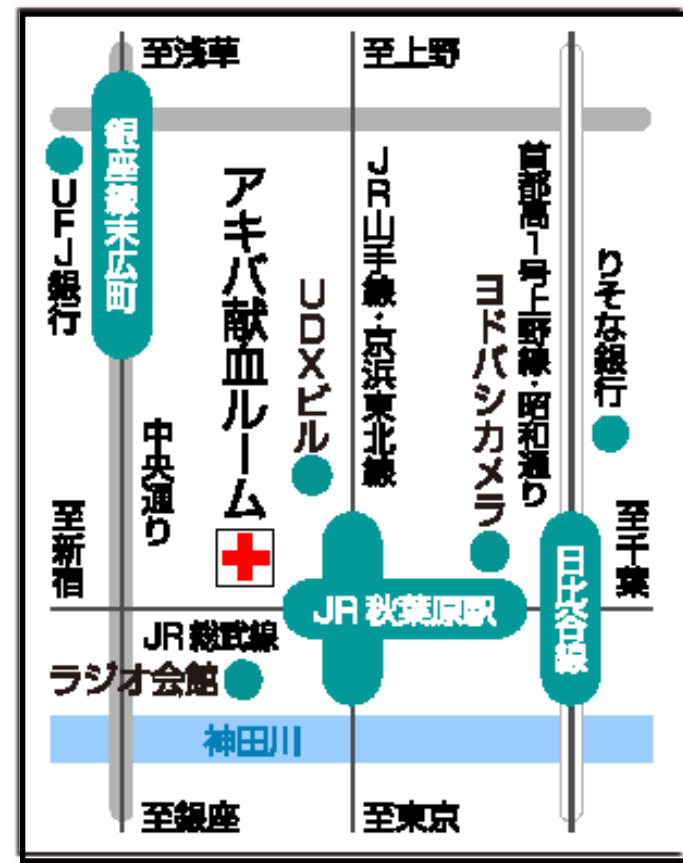 至浅草
至上野
銀座線末広町
UFJ銀行
アキバ献血ルーム
UDXビル
JR山手線・京浜東北線
ヨドバシカメラ
首都高1号上野線・昭和通り
りそな銀行
中央通り
至新宿
至千葉
JR秋葉原駅
日比谷線
JR総武線
ラジオ会館
神田川
至銀座
至東京